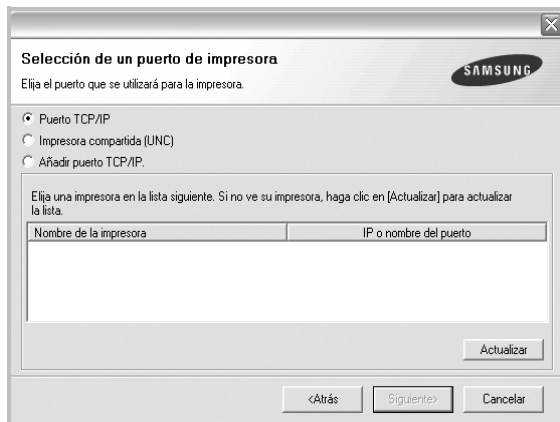 Selección de un puerto de impresora
Elija el puerto que se utilizará para la impresora.
SAMSUNG
Puerto TCP/IP
Impresora compartida (UNC)
Añadir puerto TCP/IP.
Elija una impresora en la lista siguiente. Si no ve su impresora, haga clic en [Actualizar] para actualizar
la lista.
Nombre de la impresora IP o nombre del puerto
Actualizar
<Atrás Siguiente> Cancelar